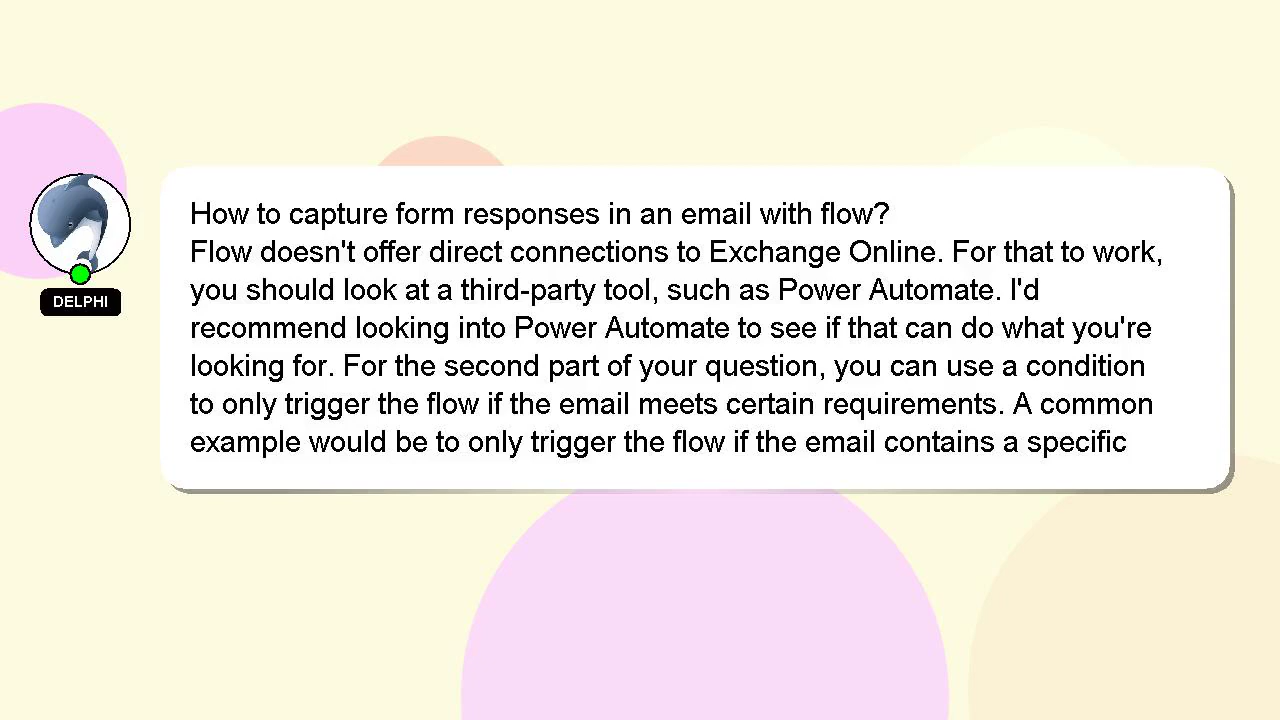 How to capture form responses in an email with flow?
Flow doesn't offer direct connections to Exchange Online. For that to work,
you should look at a third-party tool, such as Power Automate. I'd
recommend looking into Power Automate to see if that can do what you're
looking for. For the second part of your question, you can use a condition
to only trigger the flow if the email meets certain requirements. A common
example would be to only trigger the flow if the email contains a specific
DELPHI